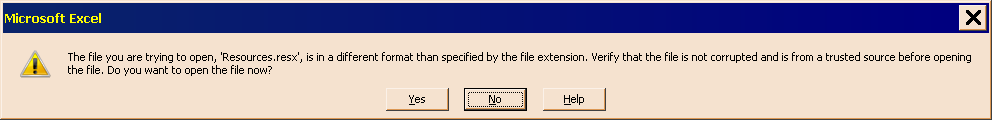 Microsoft Excel
The file you are trying to open, 'Resources.resx', is in a different format than specified by the file extension. Verify that the file is not corrupted and is from a trusted source before opening
the file. Do you want to open the file now?
Yes No Help